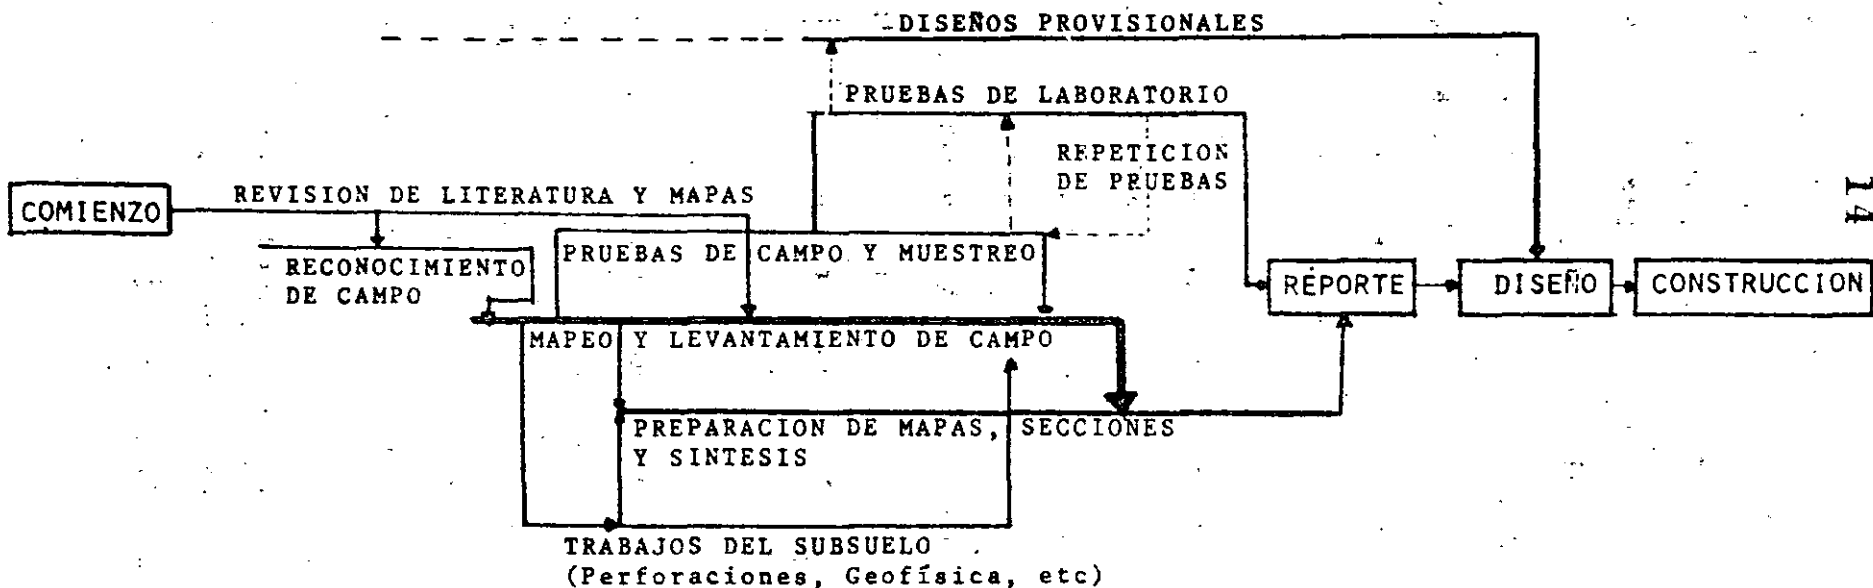 DISEÑOS PROVISIONALES
PRUEBAS DE LABORATORIO
REPETICION
DE PRUEBAS
COMIENZO
REVISION DE LITERATURA Y MAPAS
RECONOCIMIENTO
DE CAMPO
PRUEBAS DE CAMPO Y MUESTREO
RÉPORTE
DISEÑO
CONSTRUCCION
MAPEO Y LEVANTAMIENTO DE CAMPO
PREPARACION DE MAPAS, SECCIONES
Y SINTESIS
TRABAJOS DEL SUBSUELO
(Perforaciones, Geofísica, etc)
14